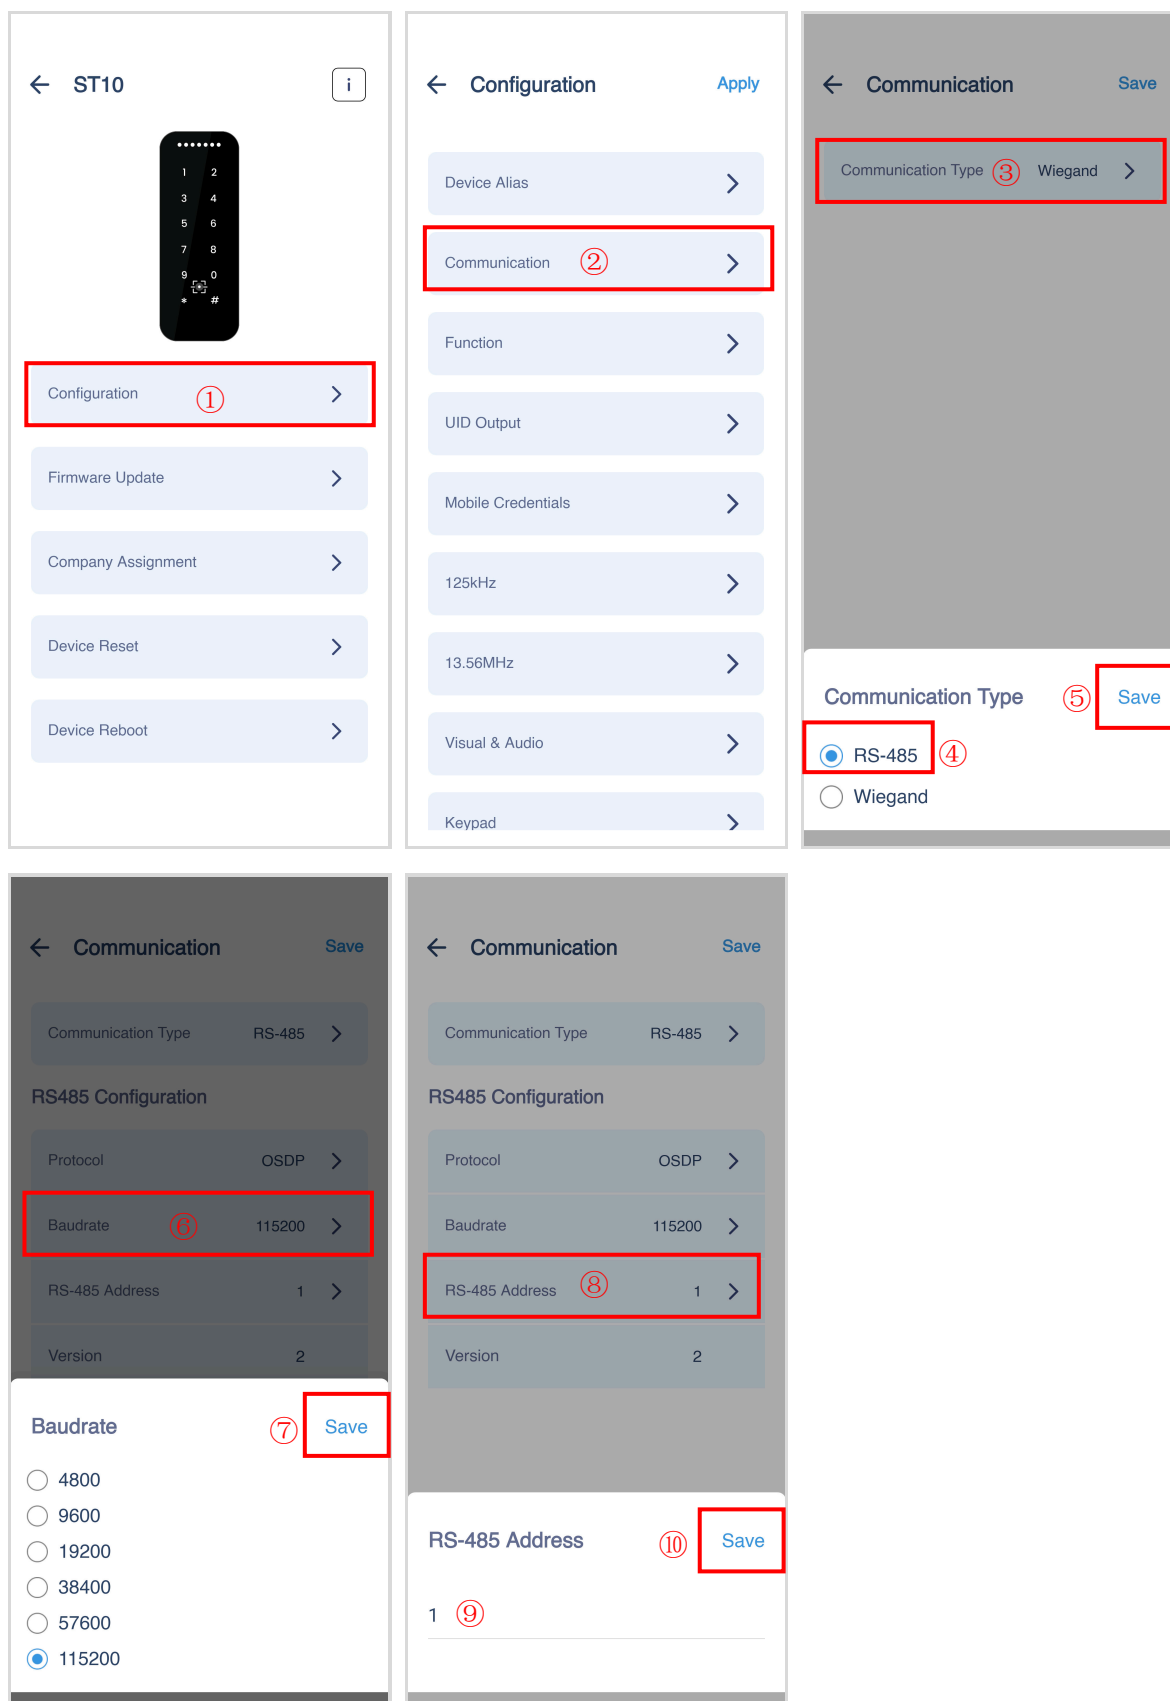 ST10
i
1 2
3 4
5 6
7 8
9 0
* #
Configuration ①
Firmware Update
Company Assignment
Device Reset
Device Reboot
Configuration Apply
Device Alias
Communication ②
Function
UID Output
Mobile Credentials
125kHz
13.56MHz
Visual & Audio
Keypad
Communication Save
Communication Type ③ Wiegand
Communication Type ⑤ Save
RS-485 ④
Wiegand
Communication Save
Communication Type RS-485
RS485 Configuration
Protocol OSDP
Baudrate ⑥ 115200
RS-485 Address 1
Version 2
Baudrate ⑦ Save
4800
9600
19200
38400
57600
115200
Communication Save
Communication Type RS-485
RS485 Configuration
Protocol OSDP
Baudrate 115200
RS-485 Address ⑧ 1
Version 2
RS-485 Address ⑩ Save
1 ⑨